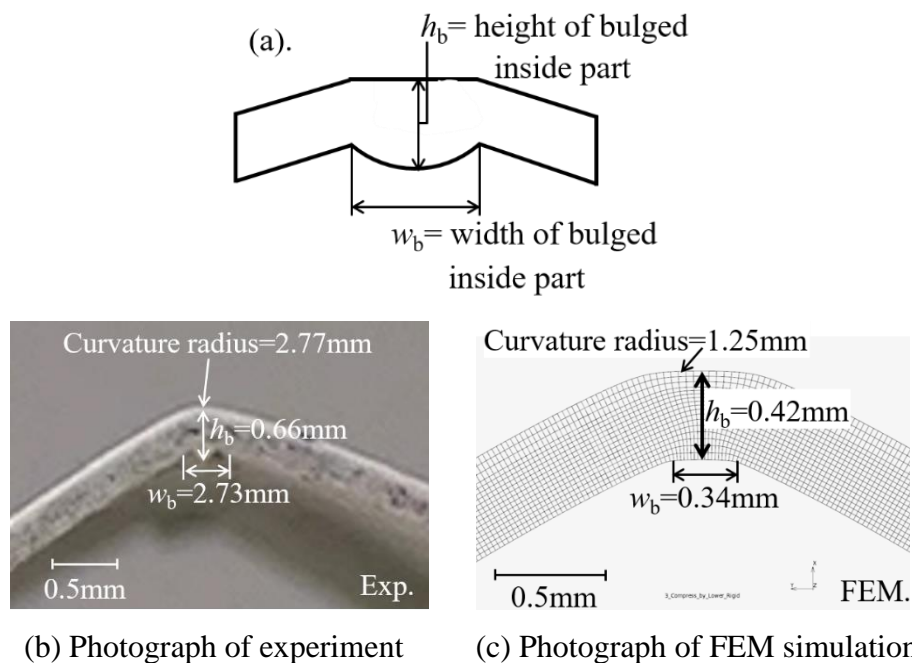 (a).
h_b= height of bulged
inside part
w_b= width of bulged
inside part
Curvature radius=2.77mm
h_b=0.66mm
w_b=2.73mm
0.5mm
Exp.
Curvature radius=1.25mm
h_b=0.42mm
w_b=0.34mm
0.5mm
3_Compress_by_Lower_Rigid
X
Y
Z
FEM.
(b) Photograph of experiment
(c) Photograph of FEM simulation